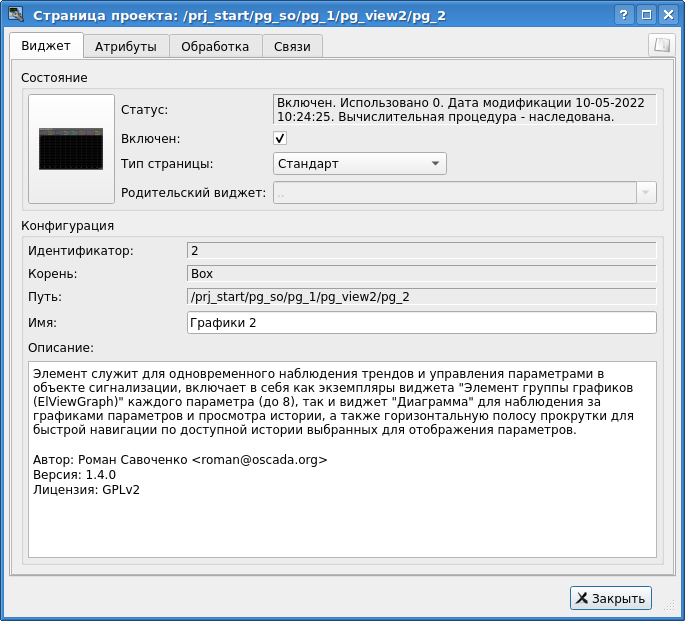 Страница проекта: /prj_start/pg_so/pg_1/pg_view2/pg_2
Виджет Атрибуты Обработка Связи
Состояние
Статус: Включен. Использовано 0. Дата модификации 10-05-2022
10:24:25. Вычислительная процедура - наследована.
Включен:
Тип страницы: Стандарт
Родительский виджет: ..
Конфигурация
Идентификатор: 2
Корень: Box
Путь: /prj_start/pg_so/pg_1/pg_view2/pg_2
Имя: Графики 2
Описание:
Элемент служит для одновременного наблюдения трендов и управления параметрами в
объекте сигнализации, включает в себя как экземпляры виджета "Элемент группы графиков
(ElViewGraph)" каждого параметра (до 8), так и виджет "Диаграмма" для наблюдения за
графиками параметров и просмотра истории, а также горизонтальную полосу прокрутки для
быстрой навигации по доступной истории выбранных для отображения параметров.
Автор: Роман Савоченко <roman@oscada.org>
Версия: 1.4.0
Лицензия: GPLv2
Закрыть